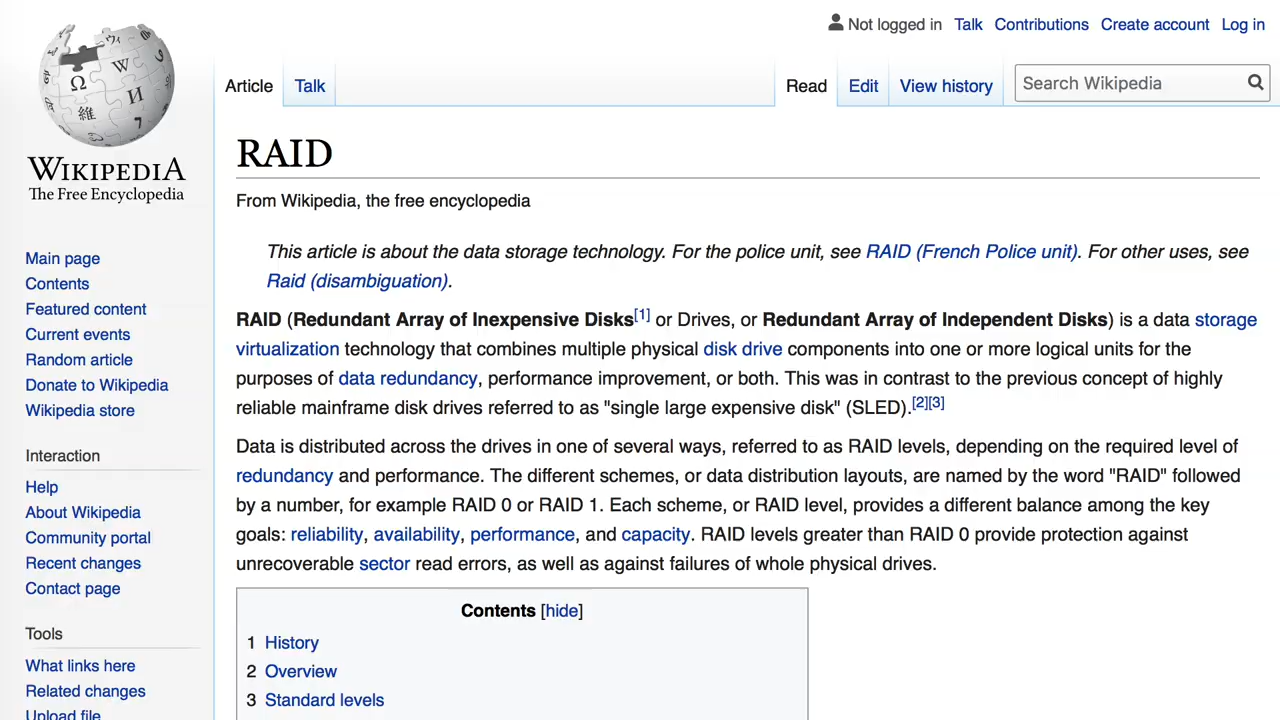 Not logged in Talk Contributions Create account Log in
Article Talk Read Edit View history Search Wikipedia
Ω W И 維 7
WIKIPEDIA
The Free Encyclopedia
Main page
Contents
Featured content
Current events
Random article
Donate to Wikipedia
Wikipedia store
Interaction
Help
About Wikipedia
Community portal
Recent changes
Contact page
Tools
What links here
Related changes
Upload file
RAID
From Wikipedia, the free encyclopedia
This article is about the data storage technology. For the police unit, see RAID (French Police unit). For other uses, see
Raid (disambiguation).
RAID (Redundant Array of Inexpensive Disks[1] or Drives, or Redundant Array of Independent Disks) is a data storage
virtualization technology that combines multiple physical disk drive components into one or more logical units for the
purposes of data redundancy, performance improvement, or both. This was in contrast to the previous concept of highly
reliable mainframe disk drives referred to as "single large expensive disk" (SLED).[2][3]
Data is distributed across the drives in one of several ways, referred to as RAID levels, depending on the required level of
redundancy and performance. The different schemes, or data distribution layouts, are named by the word "RAID" followed
by a number, for example RAID 0 or RAID 1. Each scheme, or RAID level, provides a different balance among the key
goals: reliability, availability, performance, and capacity. RAID levels greater than RAID 0 provide protection against
unrecoverable sector read errors, as well as against failures of whole physical drives.
Contents [hide]
1 History
2 Overview
3 Standard levels